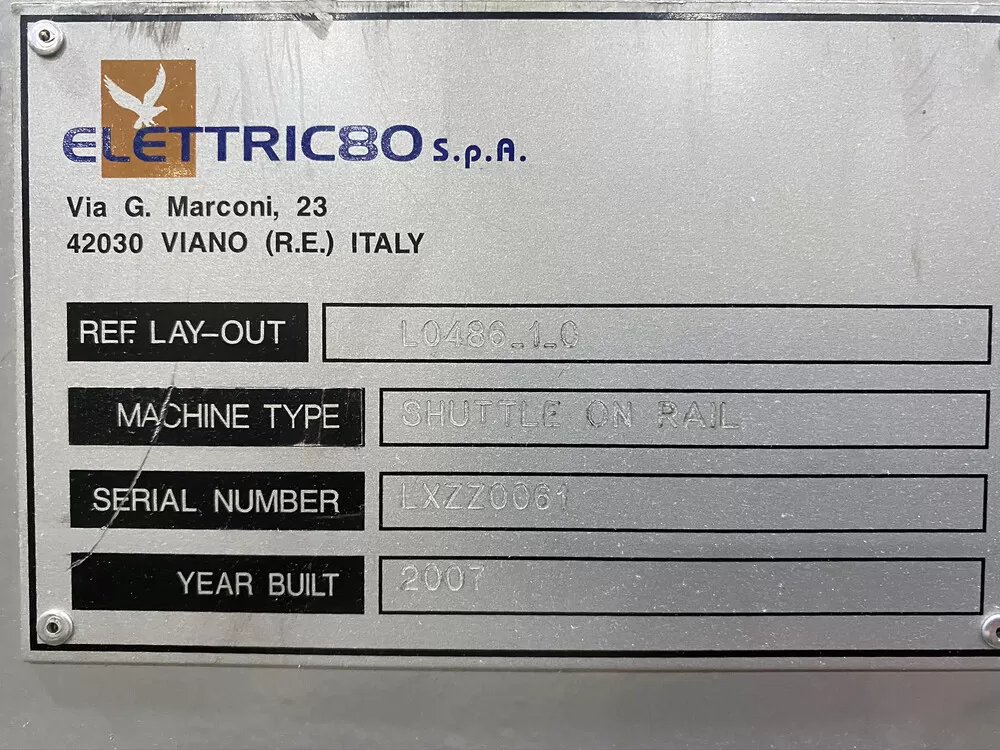 ELETTRIC80 S.p.A.
Via G. Marconi, 23
42030 VIANO (R.E.) ITALY
REF. LAY-OUT L0486_1_0
MACHINE TYPE SHUTTLE ON RAIL
SERIAL NUMBER LXZZ0061
YEAR BUILT 2007